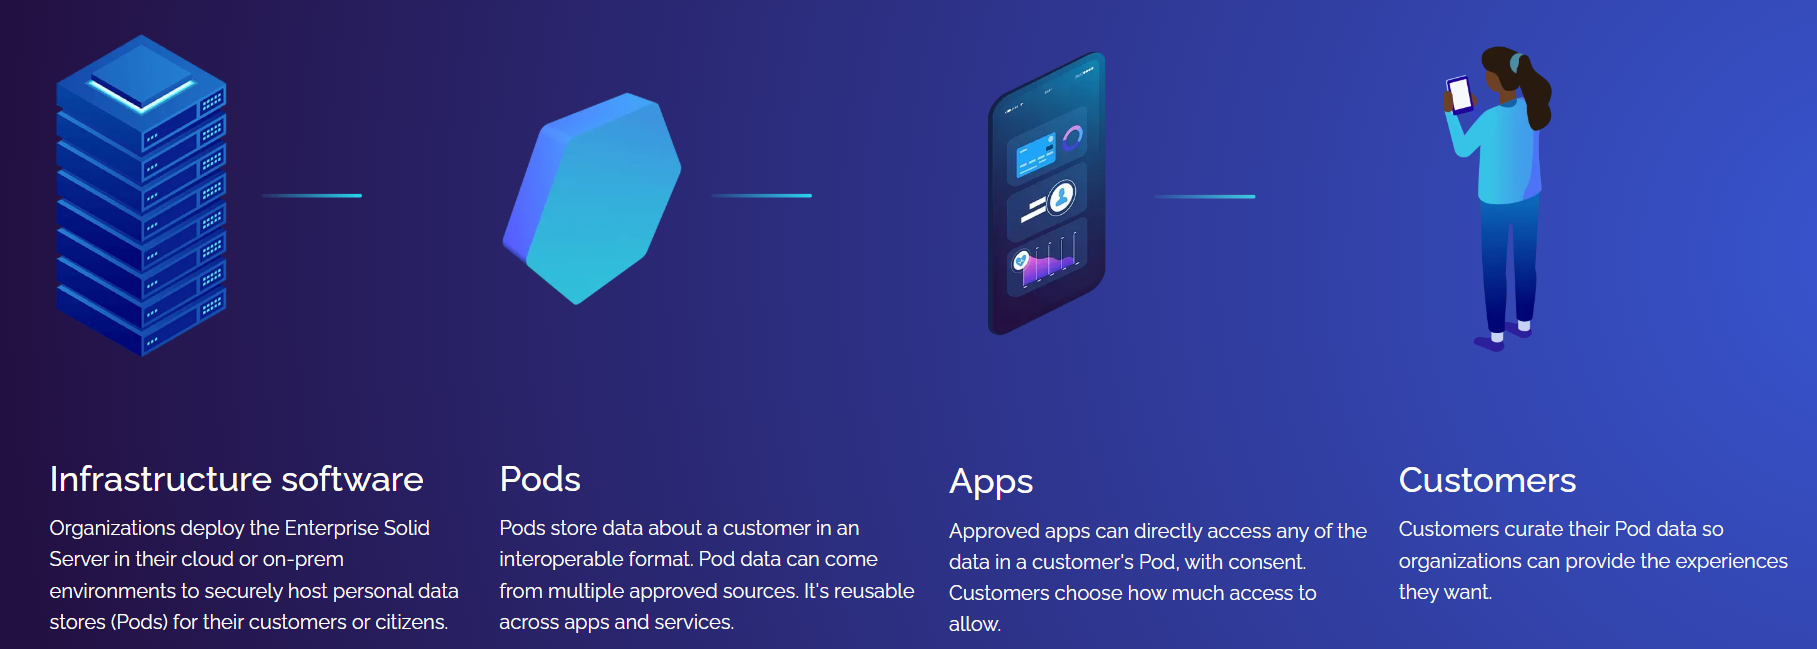 Infrastructure software
Organizations deploy the Enterprise Solid
Server in their cloud or on-prem
environments to securely host personal data
stores (Pods) for their customers or citizens.
Pods
Pods store data about a customer in an
interoperable format. Pod data can come
from multiple approved sources. It's reusable
across apps and services.
Apps
Approved apps can directly access any of the
data in a customer's Pod, with consent.
Customers choose how much access to
allow.
Customers
Customers curate their Pod data so
organizations can provide the experiences
they want.